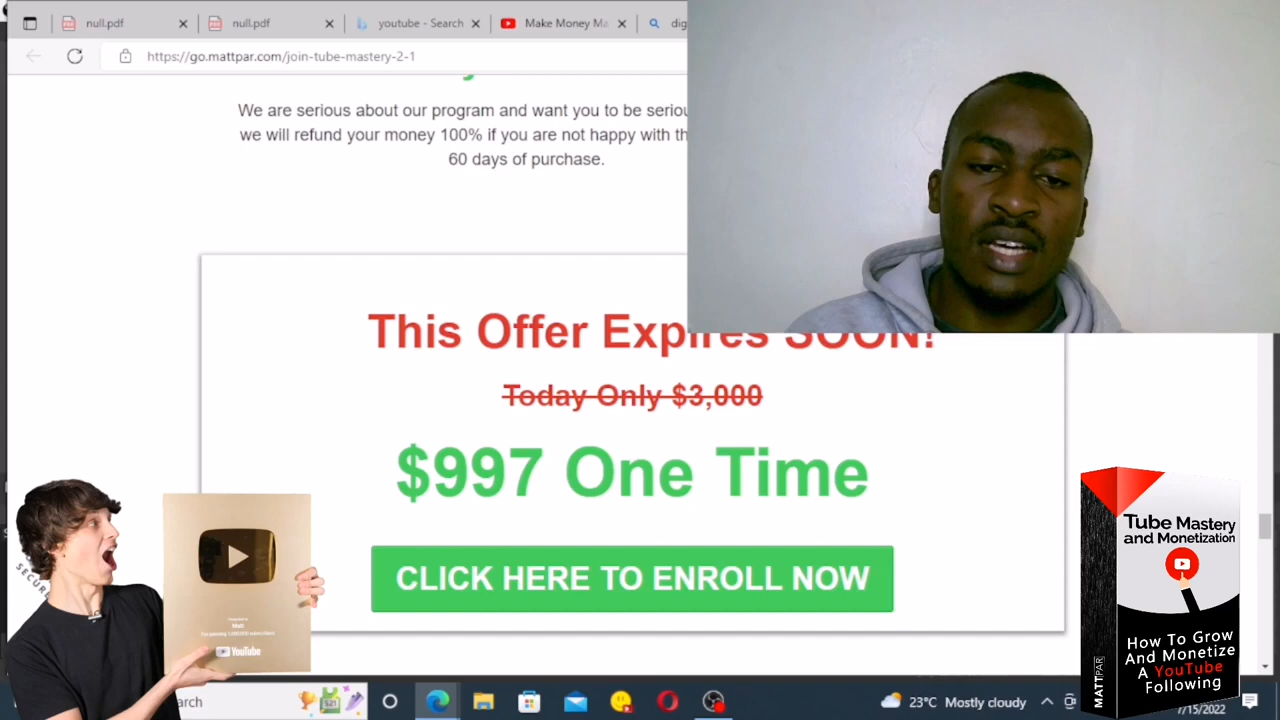 null.pdf
null.pdf
youtube - Search
Make Money Ma
dig
https://go.mattpar.com/join-tube-mastery-2-1
We are serious about our program and want you to be seriou
we will refund your money 100% if you are not happy with th
60 days of purchase.
This Offer Expires SOON!
Today Only $3,000
$997 One Time
CLICK HERE TO ENROLL NOW
SECUR
Matt
YouTube
Tube Mastery
and Monetization
How To Grow
And Monetize
A YouTube
Following
MATTPAR
arch
23°C Mostly cloudy
7/15/2022